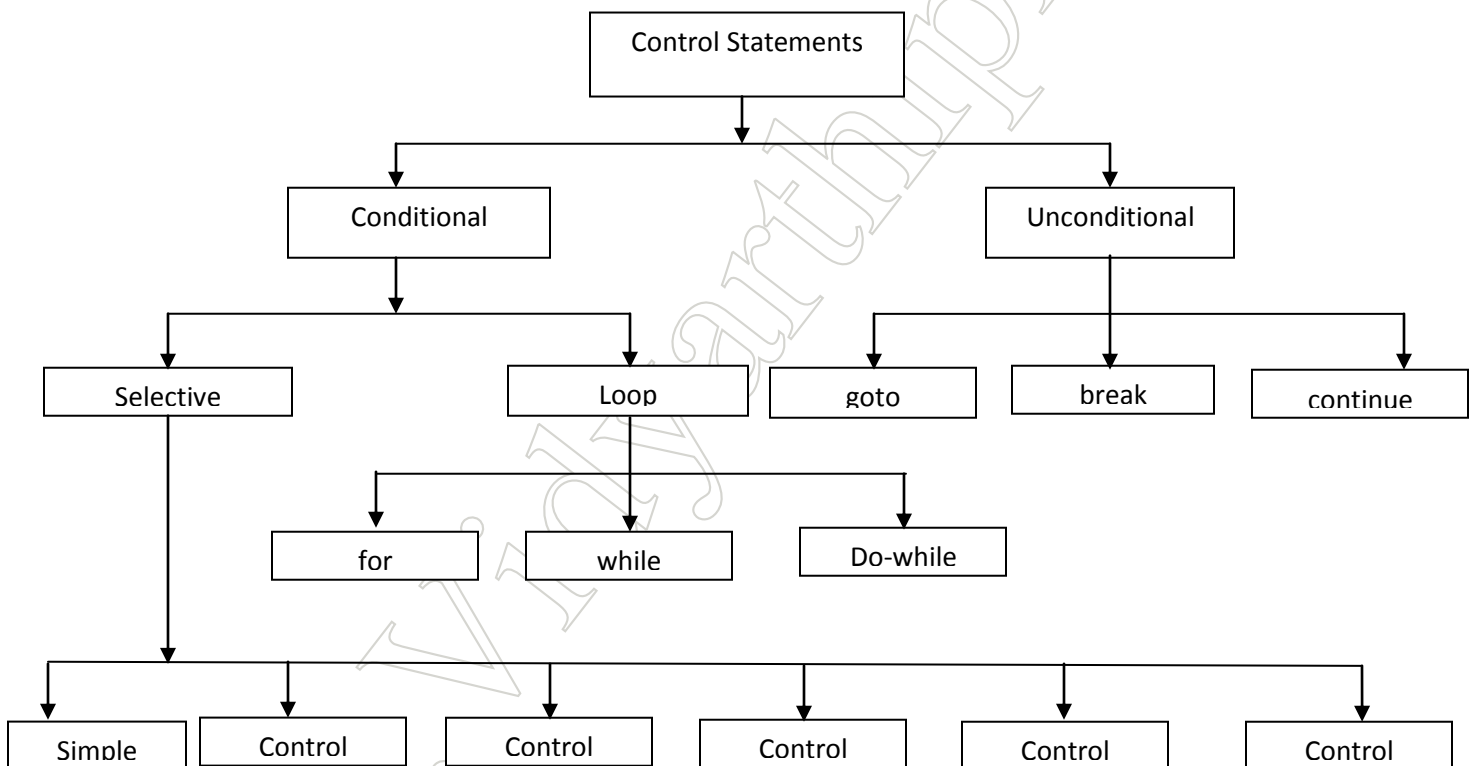 Control Statements
Conditional
Unconditional
Selective
Loop
goto
break
continue
for
while
Do-while
Simple
Control
Control
Control
Control
Control